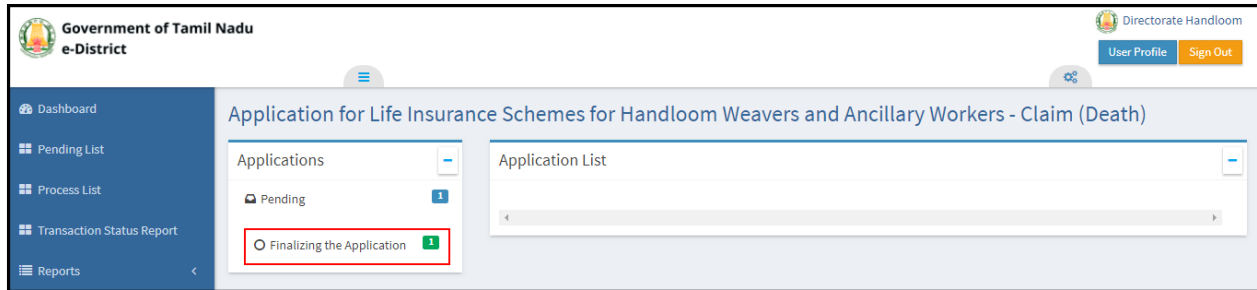 Government of Tamil Nadu
e-District
Directorate Handloom
User Profile
Sign Out
Dashboard
Pending List
Process List
Transaction Status Report
Reports
Application for Life Insurance Schemes for Handloom Weavers and Ancillary Workers - Claim (Death)
Applications
Pending 1
Finalizing the Application 1
Application List